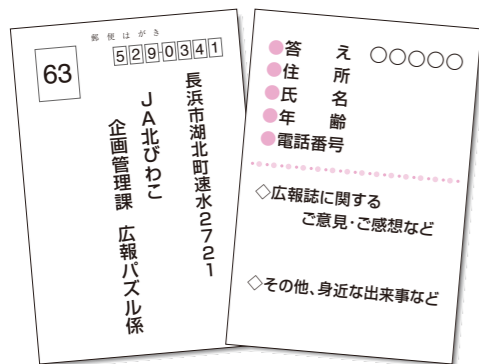 郵便はがき
63
529-0341
長浜市湖北町速水2721
JA北びわこ
企画管理課 広報パズル係
●答え ○○○○○
●住所
●氏名
●年齢
●電話番号
◇広報誌に関する
ご意見・ご感想など
◇その他、身近な出来事など